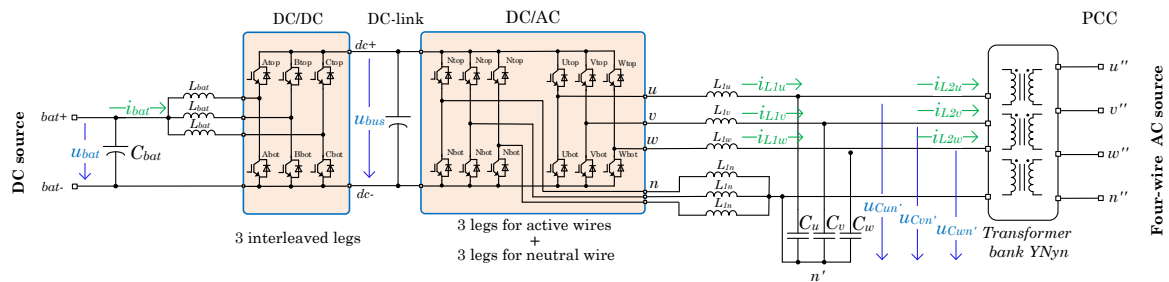 DC/DC
DC-link
DC/AC
PCC
dc+
Atop
Btop
Ctop
Ntop
Ntop
Ntop
Utop
Vtop
Wtop
u''
Lbat
Lbat
Lbat
ibat
bat+
ubat
Cbat
bat-
DC source
ubus
u
v
w
n
L1u
L1v
L1w
iL1u
iL1v
iL1w
iL2u
iL2v
iL2w
v''
w''
n''
Four-wire AC source
Abot
Bbot
Cbot
Nbot
Nbot
Nbot
Ubot
Vbot
Wbot
dc-
L1n
L1n
L1n
Cu
Cv
Cw
uCun'
uCvn'
uCwn'
n'
3 interleaved legs
3 legs for active wires
+
3 legs for neutral wire
Transformer
bank YNyn